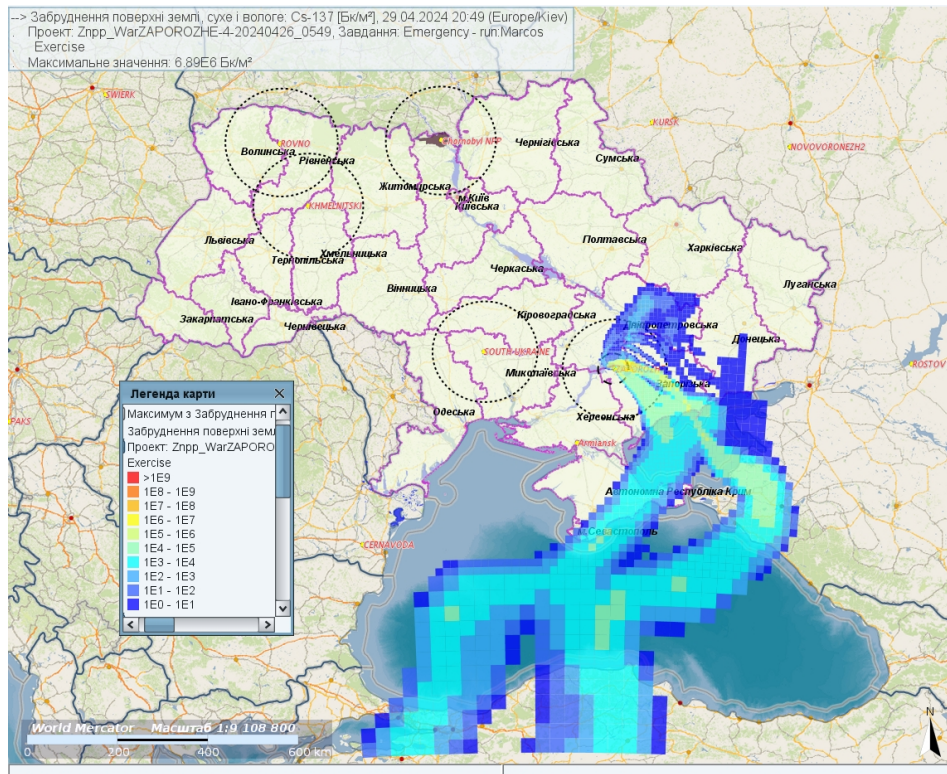 --> Забруднення поверхні землі, сухе і вологе: Cs-137 [Бк/м²], 29.04.2024 20:49 (Europe/Kiev)
Проект: Znpp_WarZAPOROZHE-4-20240426_0549, Завдання: Emergency - run:Marcos
Exercise
Максимальне значення: 6.89E6 Бк/м²
SWIERK
KURSK
NOVOVORONEZH2
Chornobyl NPP
Чернігівська
Сумська
ROVNO
Волинська
Рівненська
Житомирська
м.Київ
Київська
KHMELNITSKI
Львівська
Тернопільська
Хмельницька
Полтавська
Харківська
Черкаська
Луганська
Вінницька
Івано-Франківська
Закарпатська
Чернівецька
Кіровоградська
Дніпропетровська
Донецька
SOUTH-UKRAINE
ROSTOV
Миколаївська
Запорізька
Одеська
Херсонська
PAKS
Armiansk
Автономна Республіка Крим
м.Севастополь
CERNAVODA
Легенда карти
Максимум з Забруднення г
Забруднення поверхні земл
Проект: Znpp_WarZAPORO
Exercise
>1E9
1E8 - 1E9
1E7 - 1E8
1E6 - 1E7
1E5 - 1E6
1E4 - 1E5
1E3 - 1E4
1E2 - 1E3
1E1 - 1E2
1E0 - 1E1
World Mercator Масштаб 1:9 108 800
0 200 400 600 km
N